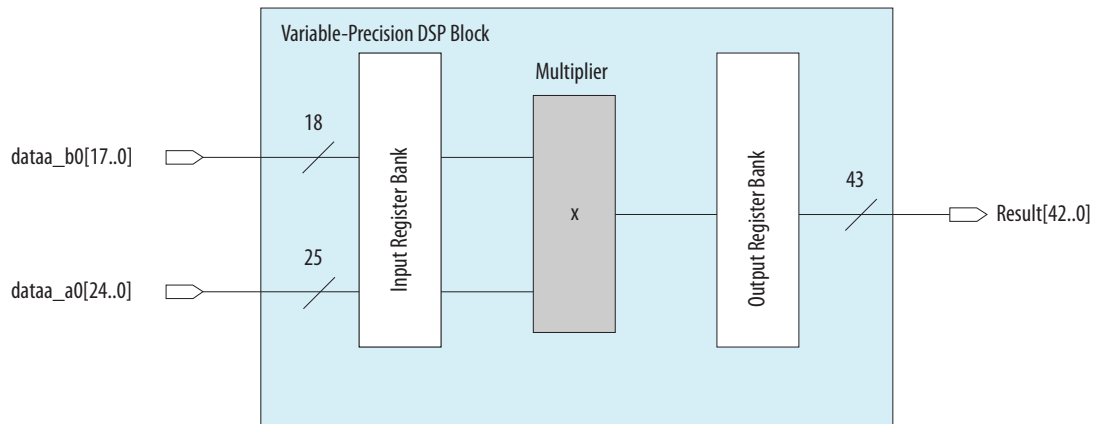 Variable-Precision DSP Block
Multiplier
18
dataa_b0[17..0]
43
x
Result[42..0]
25
dataa_a0[24..0]
Input Register Bank
Output Register Bank